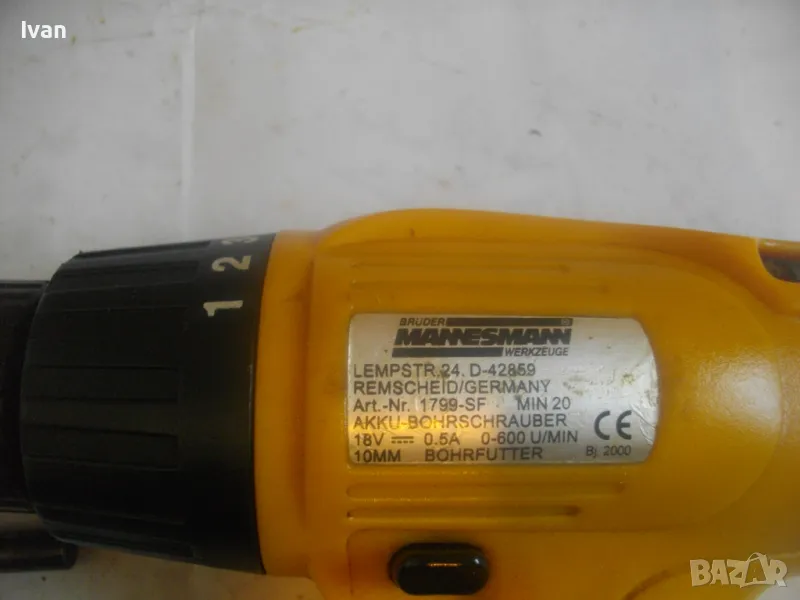 Ivan
1 2 3
BRÜDER
MANNESMANN
WERKZEUGE
LEMPSTR.24. D-42859
REMSCHEID/GERMANY
Art.-Nr. 1799-SF MIN 20
AKKU-BOHRSCHRAUBER
18V 0.5A 0-600 U/MIN
10MM BOHRFUTTER
CE
Bj. 2000
BAZAR